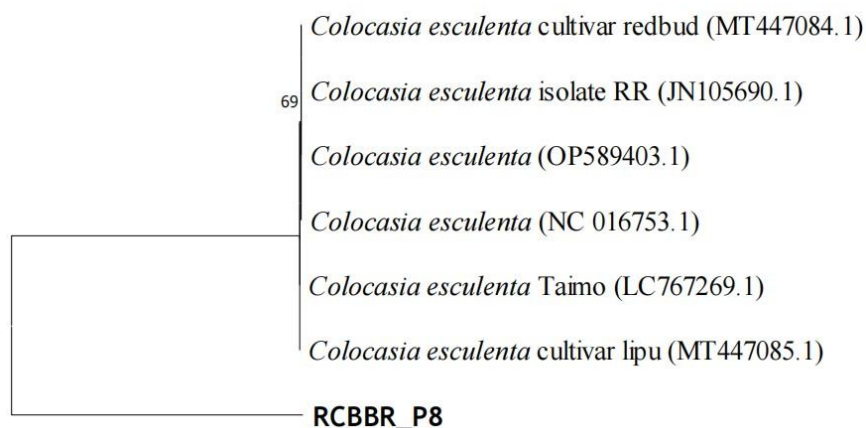 Colocasia esculenta cultivar redbud (MT447084.1)
69
Colocasia esculenta isolate RR (JN105690.1)
Colocasia esculenta (OP589403.1)
Colocasia esculenta (NC 016753.1)
Colocasia esculenta Taimo (LC767269.1)
Colocasia esculenta cultivar lipu (MT447085.1)
RCBBR_P8